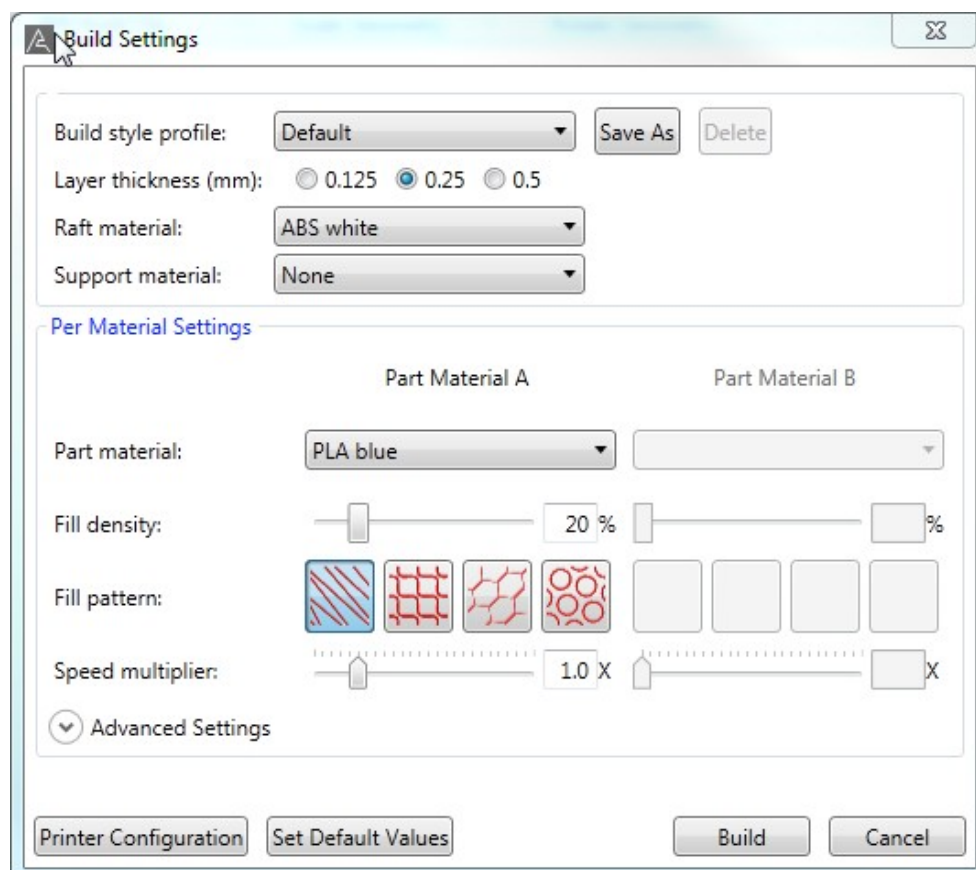 Build Settings
Build style profile: Default Save As Delete
Layer thickness (mm): 0.125 0.25 0.5
Raft material: ABS white
Support material: None
Per Material Settings
Part Material A Part Material B
Part material: PLA blue
Fill density: 20 % %
Fill pattern:
Speed multiplier: 1.0 X X
Advanced Settings
Printer Configuration Set Default Values Build Cancel